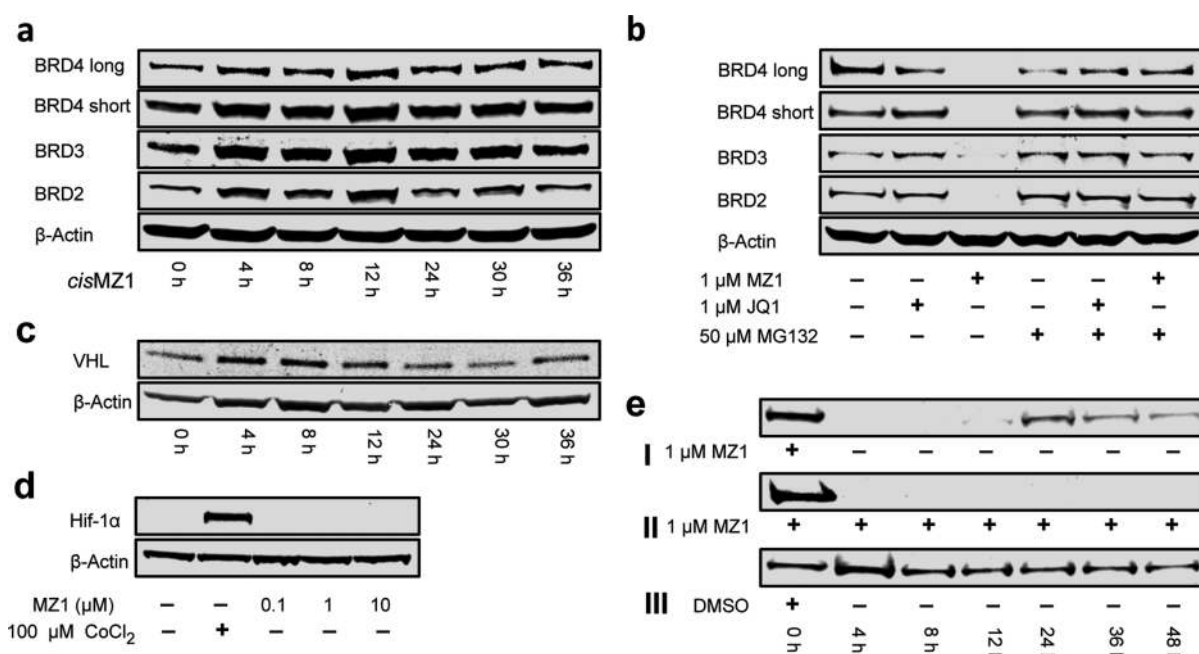 a
BRD4 long
BRD4 short
BRD3
BRD2
β-Actin
cisMZ1 0 h 4 h 8 h 12 h 24 h 30 h 36 h
b
BRD4 long
BRD4 short
BRD3
BRD2
β-Actin
1 μM MZ1 – – + – – +
1 μM JQ1 – + – – + –
50 μM MG132 – – – + + +
c
VHL
β-Actin
0 h 4 h 8 h 12 h 24 h 30 h 36 h
d
Hif-1α
β-Actin
MZ1 (μM) – – 0.1 1 10
100 μM CoCl₂ – + – – –
e
I 1 μM MZ1 + – – – – – –
II 1 μM MZ1 + + + + + + +
III DMSO + – – – – – –
0 h 4 h 8 h 12 24 36 48